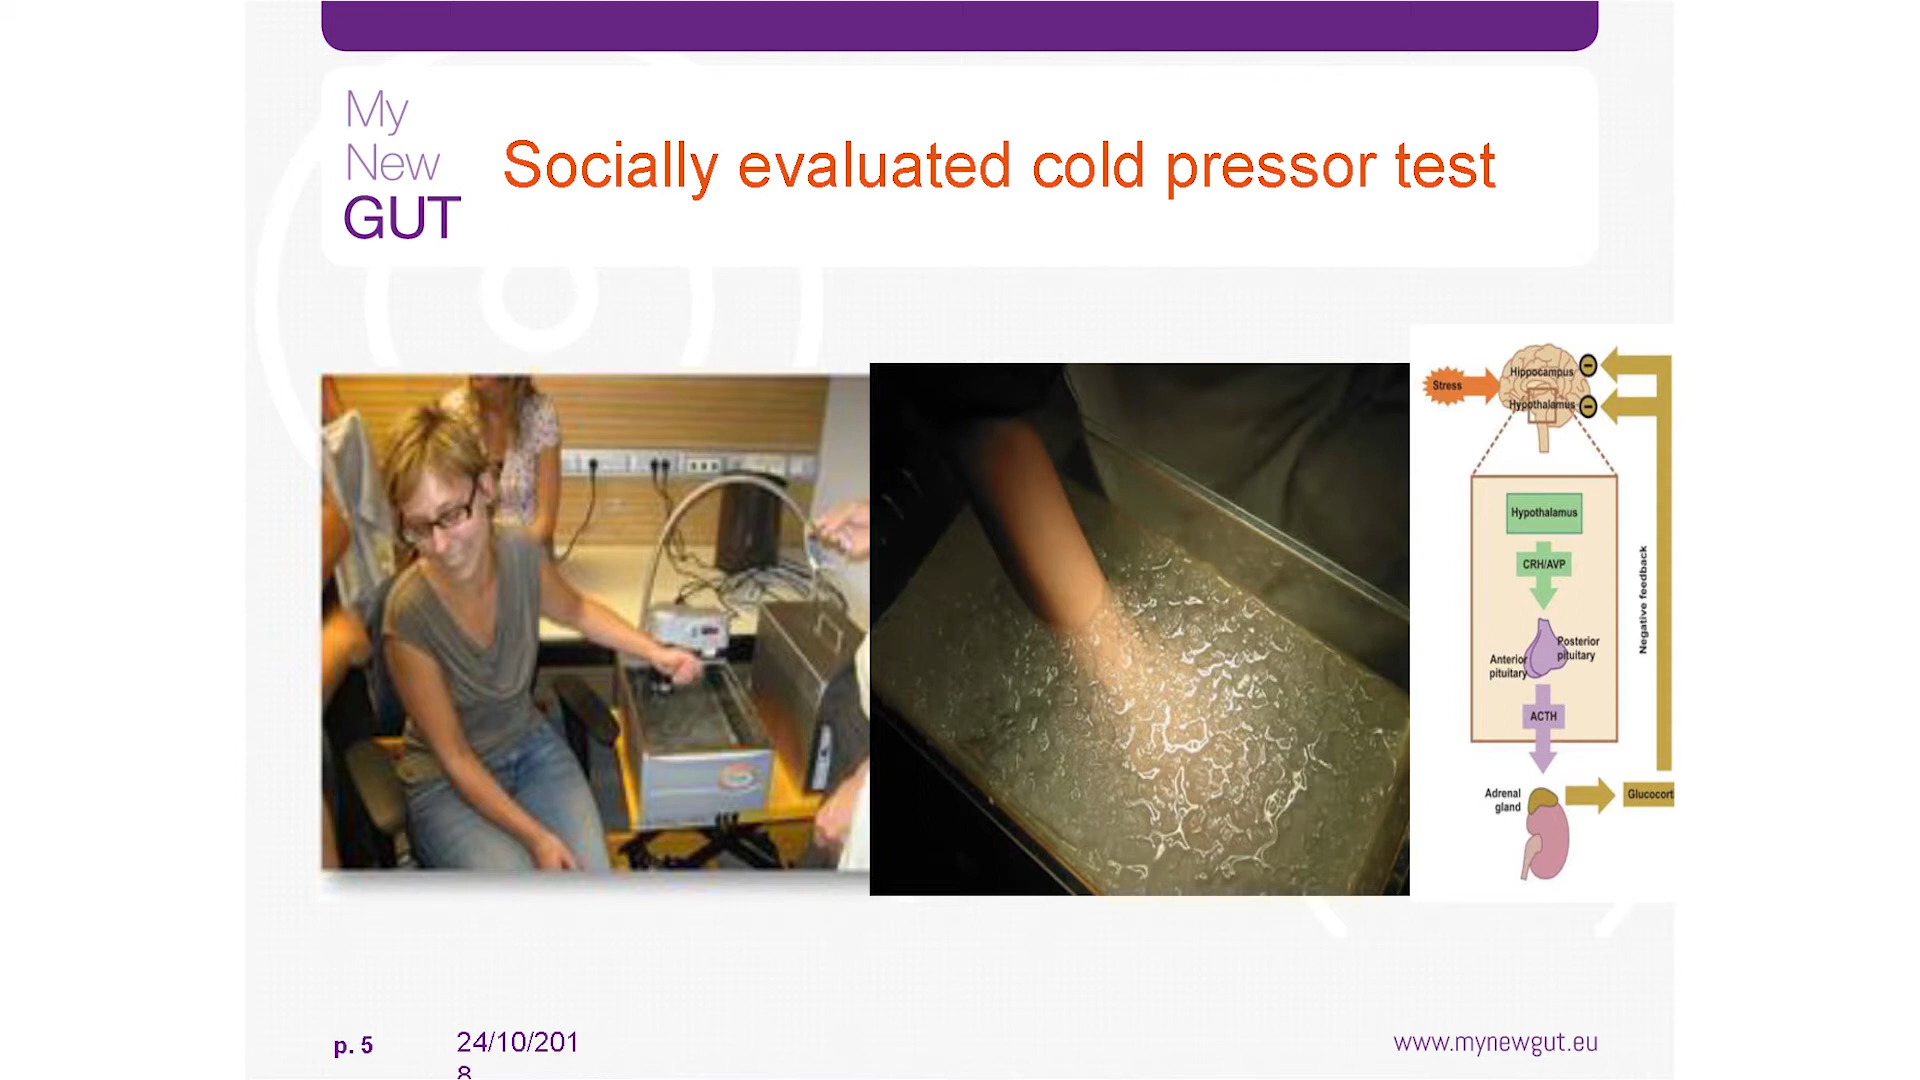 My
New
GUT
Socially evaluated cold pressor test
Stress
Hippocampus
Hypothalamus
Hypothalamus
CRH/AVP
Posterior
pituitary
Anterior
pituitary
ACTH
Negative feedback
Adrenal
gland
Glucocort
p. 5
24/10/201
8
www.mynewgut.eu